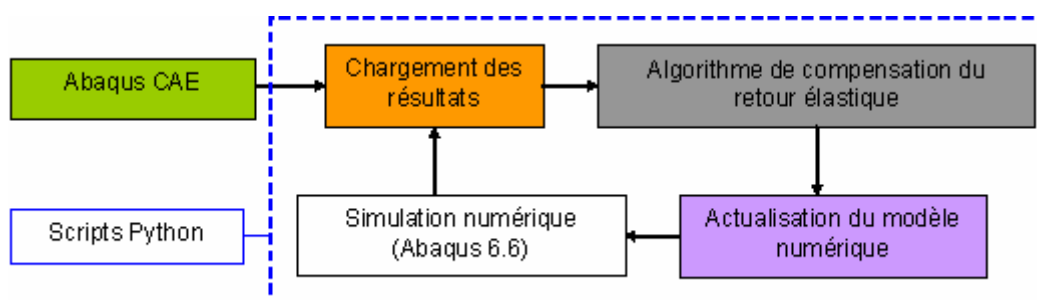 Abaqus CAE
Chargement des
résultats
Algorithme de compensation du
retour élastique
Scripts Python
Simulation numérique
(Abaqus 6.6)
Actualisation du modèle
numérique